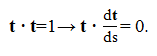 t · t=1→ t · dt/ds = 0.